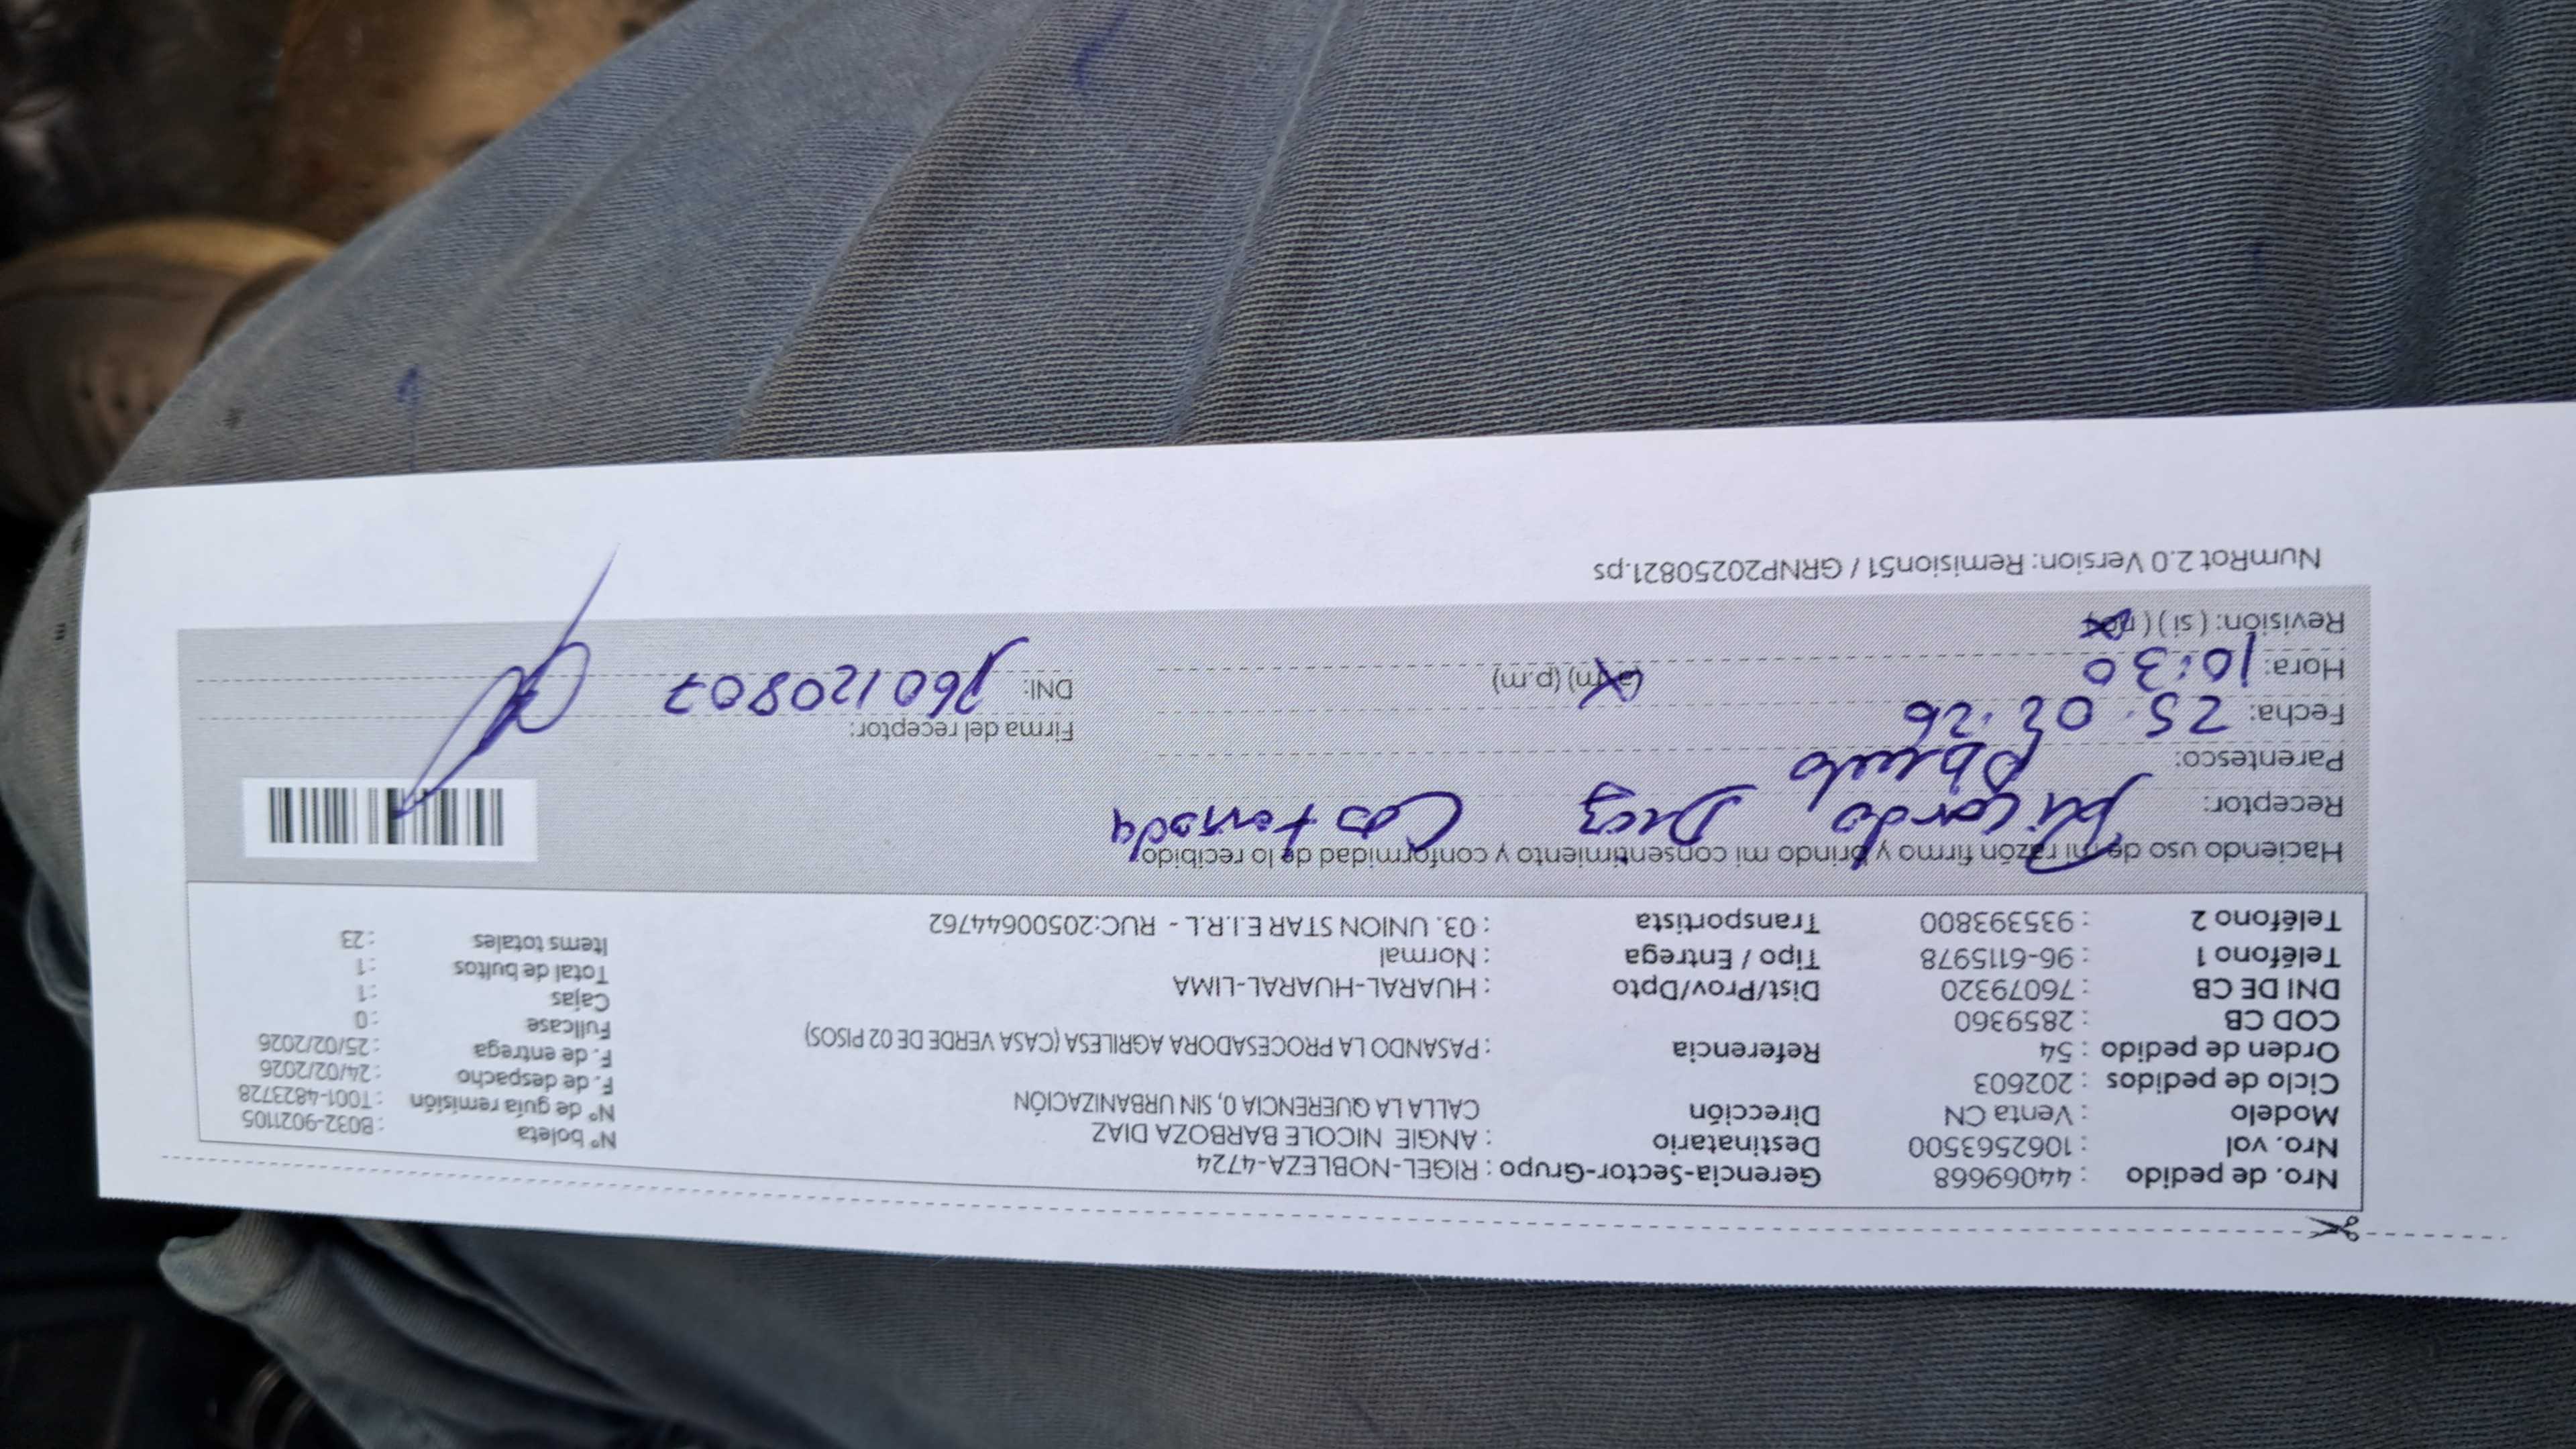 Nro. de pedido : 44069668 Gerencia-Sector-Grupo : RIGEL-NOBLEZA-4724 N° boleta : B032-9021105
Nro. vol : 1062563500 Destinatario : ANGIE NICOLE BARBOZA DIAZ N° de guía remisión : T001-4823728
Modelo : Venta CN Dirección CALLA LA QUERENCIA 0, SIN URBANIZACIÓN F. de despacho : 24/02/2026
Ciclo de pedidos : 202603 F. de entrega : 25/02/2026
Orden de pedido : 54 Referencia : PASANDO LA PROCESADORA AGRILESA (CASA VERDE DE 02 PISOS) Fullcase : 0
COD CB : 2859360 Cajas : 1
DNI DE CB : 76079320 Dist/Prov/Dpto : HUARAL-HUARAL-LIMA Total de bultos : 1
Teléfono 1 : 96-6115978 Tipo / Entrega : Normal Items totales : 23
Teléfono 2 : 935393800 Transportista : 03. UNION STAR E.I.R.L - RUC:20500644762
Haciendo uso de mi razón firmo y brindo mi consentimiento y conformidad de lo recibido
Receptor: Ricardo Diaz
Parentesco: Abuelo
Fecha: 25.02.26 Firma del receptor:
Hora: 10:30 (a.m) (p.m) DNI:
Revisión: ( si ) ( no )
NumRot 2.0 Version: Remision51 / GRNP20250821.ps